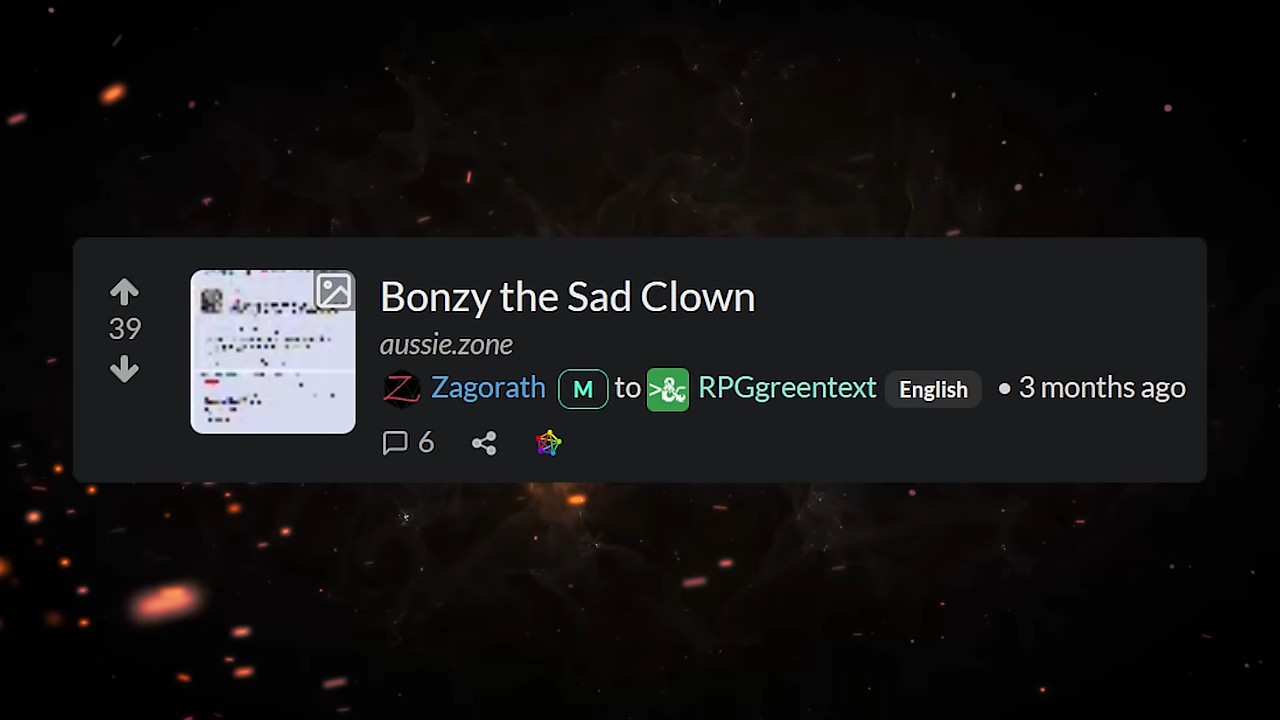 39
Bonzy the Sad Clown
aussie.zone
Zagorath M to >& RPGgreentext English • 3 months ago
6